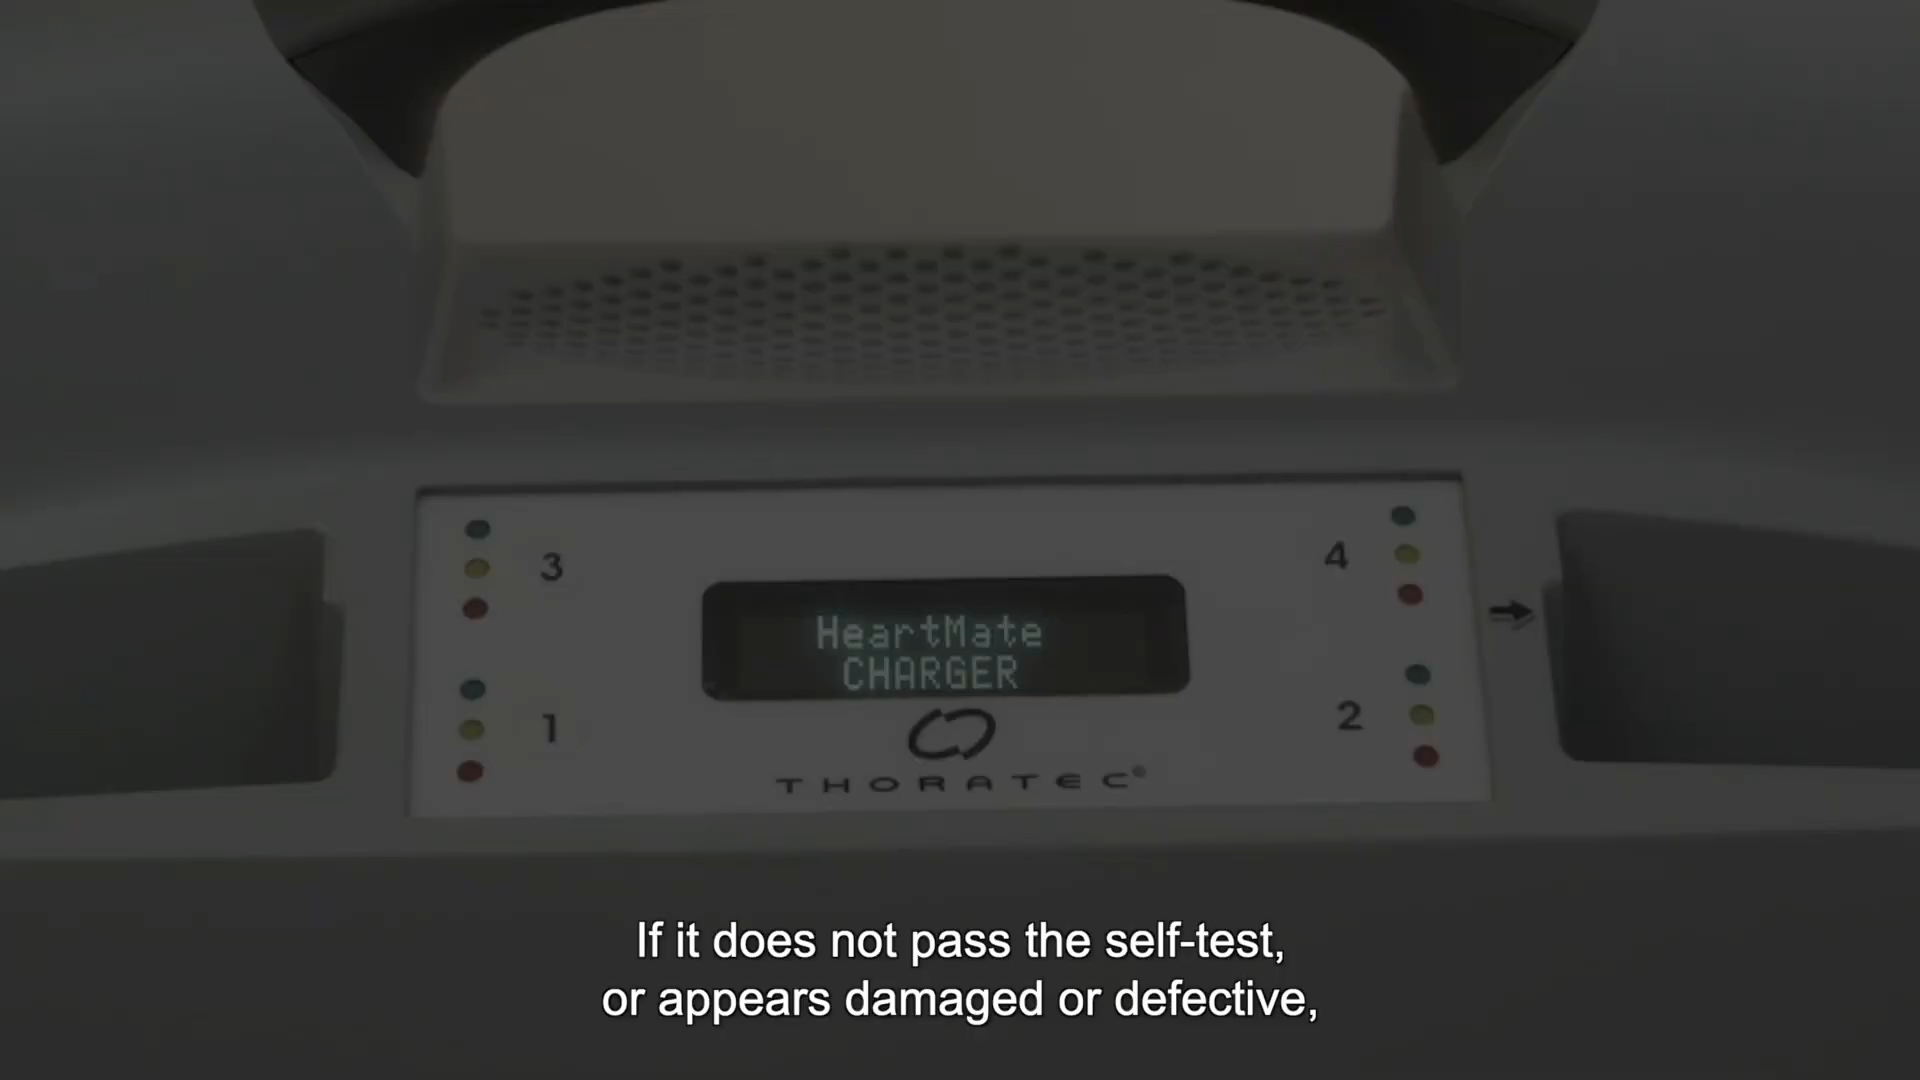 3
4
HeartMate
CHARGER
1
2
THORATEC®
If it does not pass the self-test,
or appears damaged or defective,